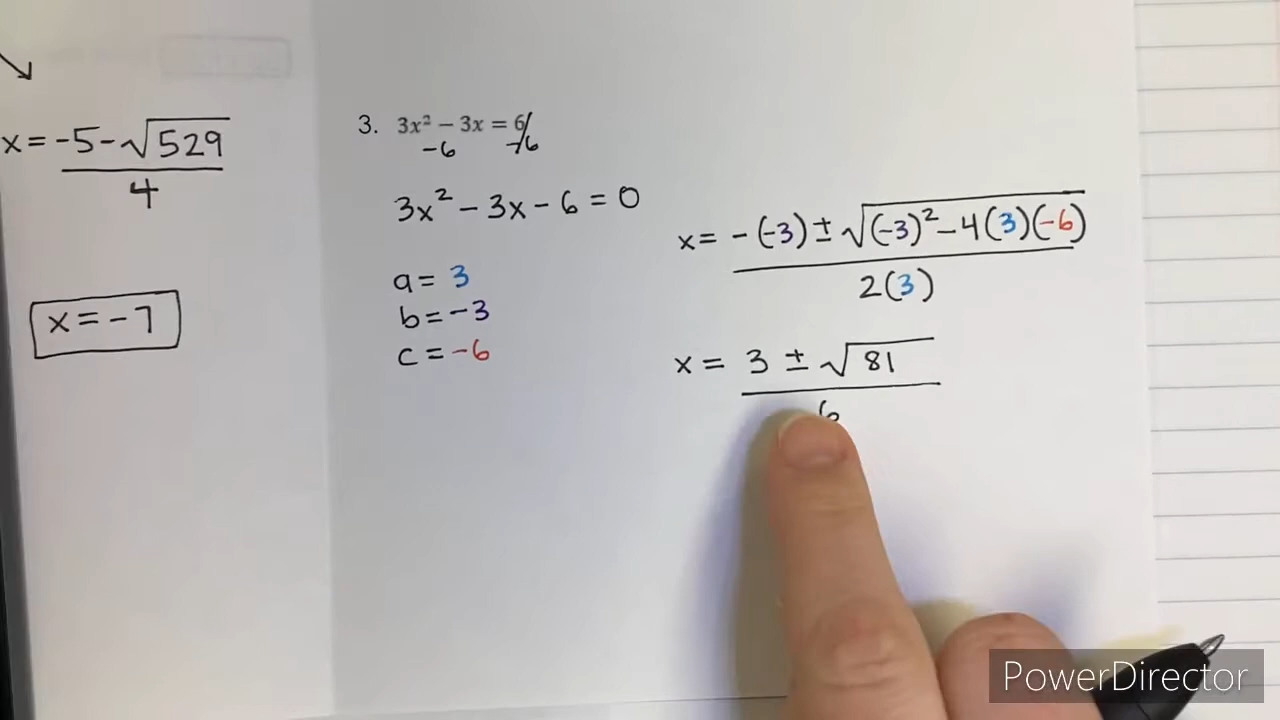 x = -5 - √529
4
x = -7
3. 3x² - 3x = 6
-6 -6
3x² - 3x - 6 = 0
a = 3
b = -3
c = -6
x = -(-3) ± √(-3)² - 4(3)(-6)
2(3)
x = 3 ± √81
6
PowerDirector